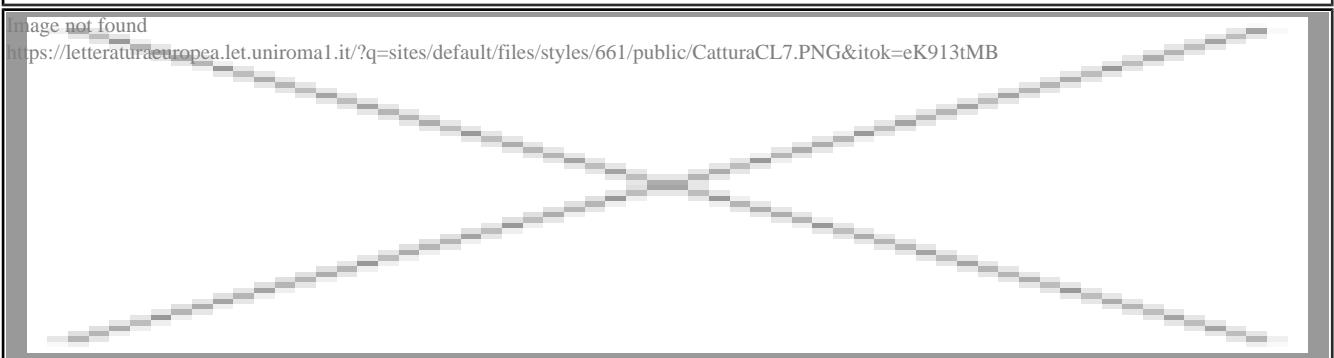 Image not found
https://letteraturaeuropea.let.uniroma1.it/?q=sites/default/files/styles/661/public/CatturaCL7.PNG&itok=eK913tMB